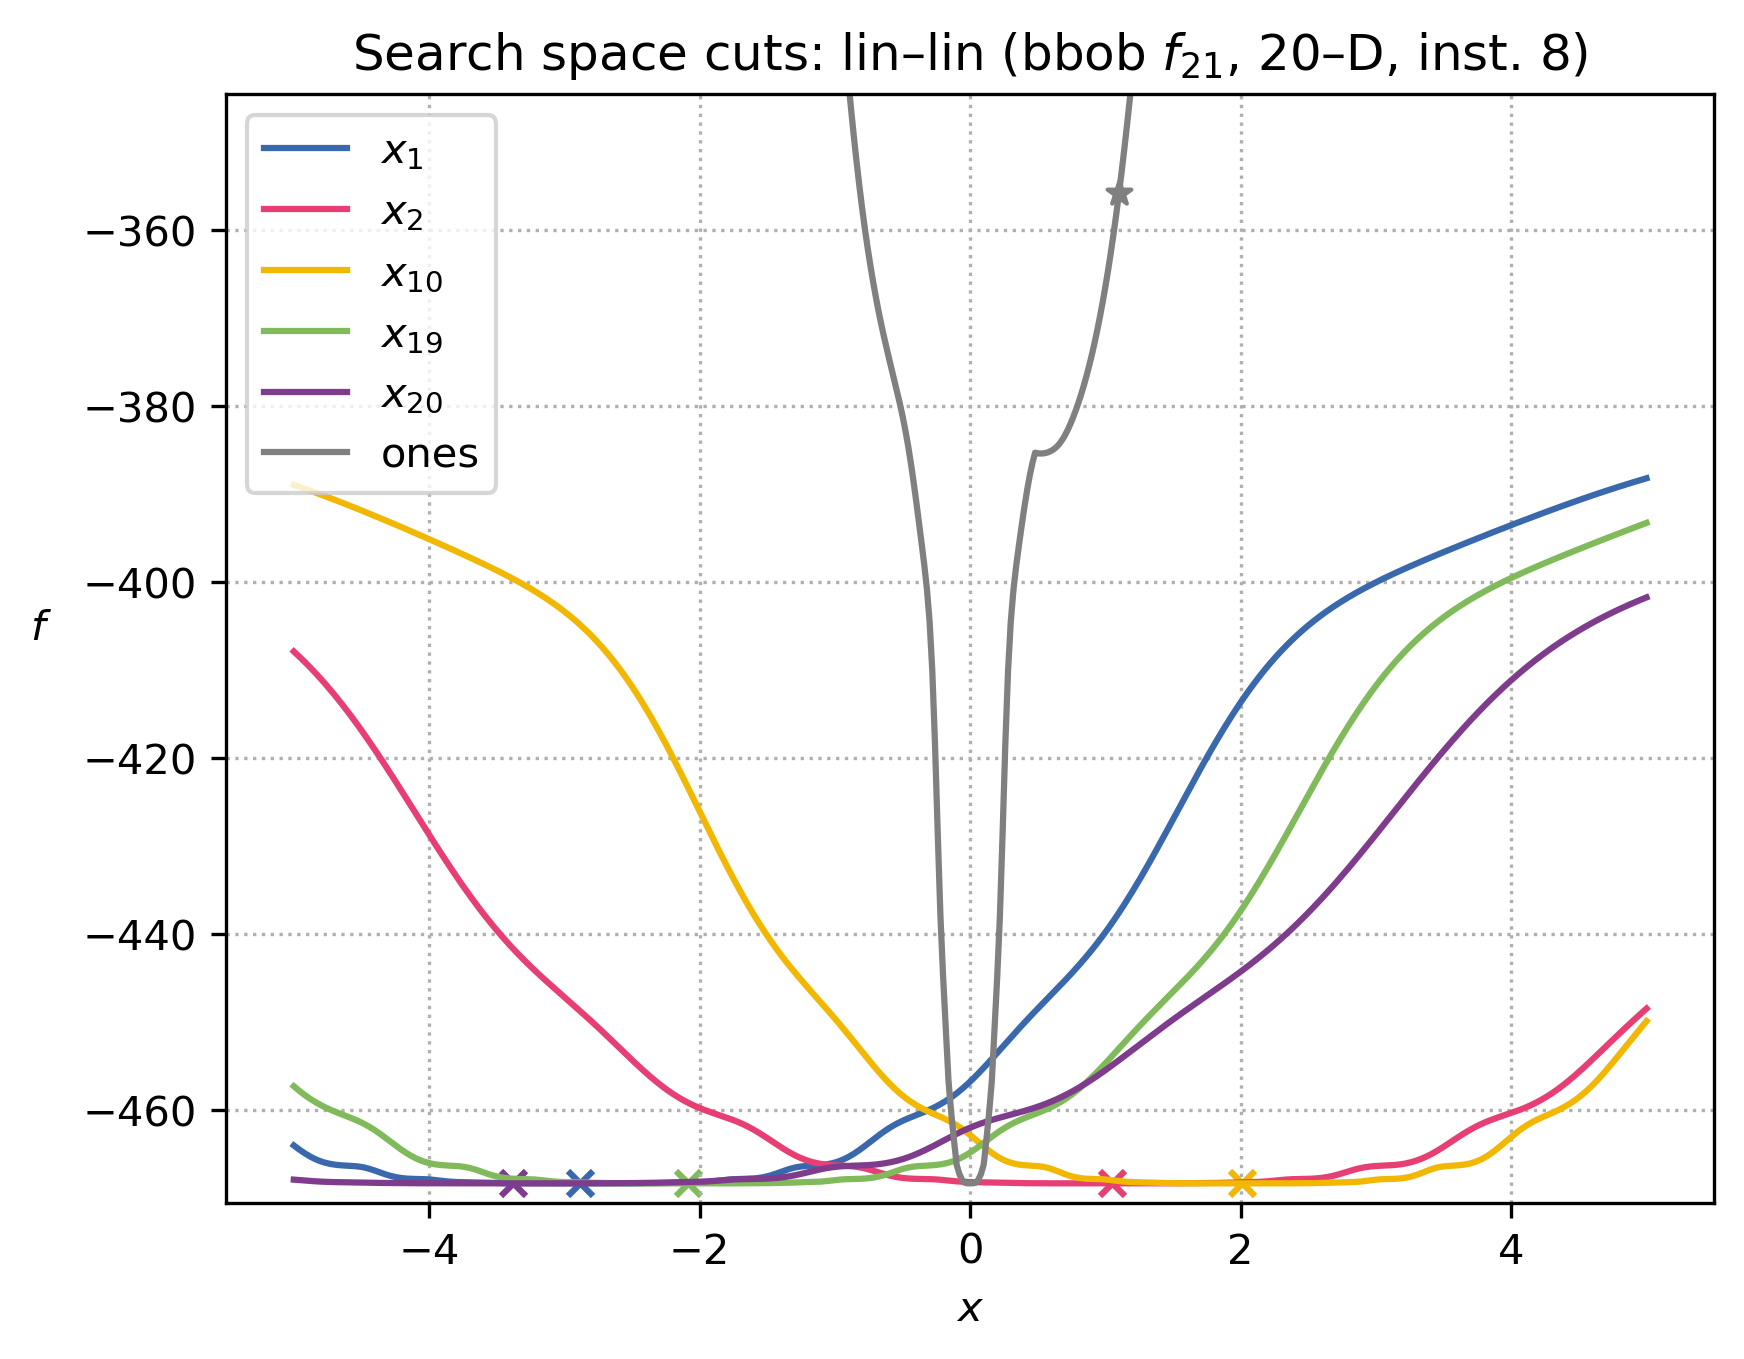 Search space cuts: lin–lin (bbob f₂₁, 20–D, inst. 8)
x₁
x₂
x₁₀
x₁₉
x₂₀
ones
−360
−380
−400
−420
−440
−460
f
−4
−2
0
2
4
x